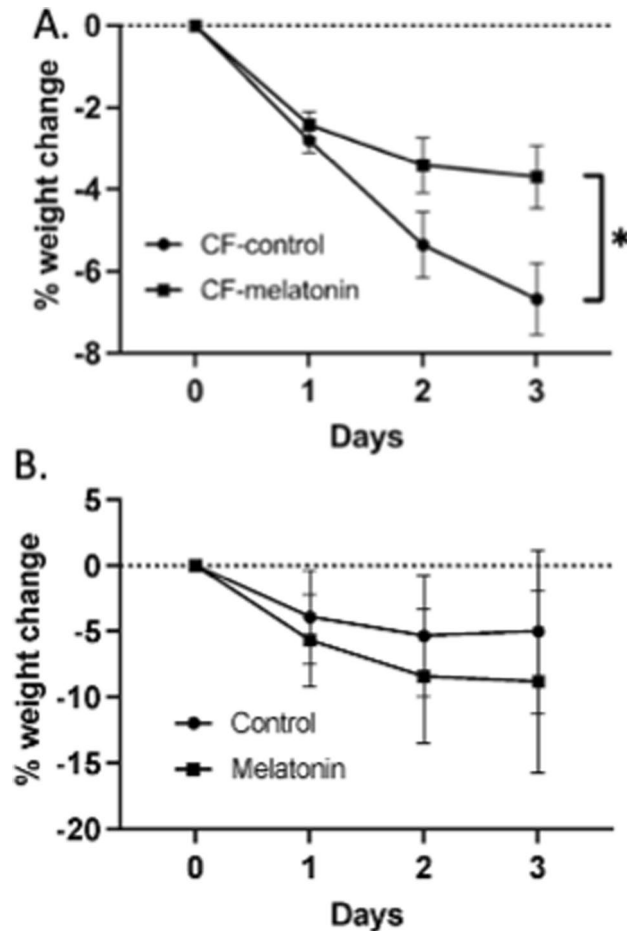 A.
% weight change
0
-2
-4
-6
-8
CF-control
CF-melatonin
*
0 1 2 3
Days
B.
% weight change
5
0
-5
-10
-15
-20
Control
Melatonin
0 1 2 3
Days